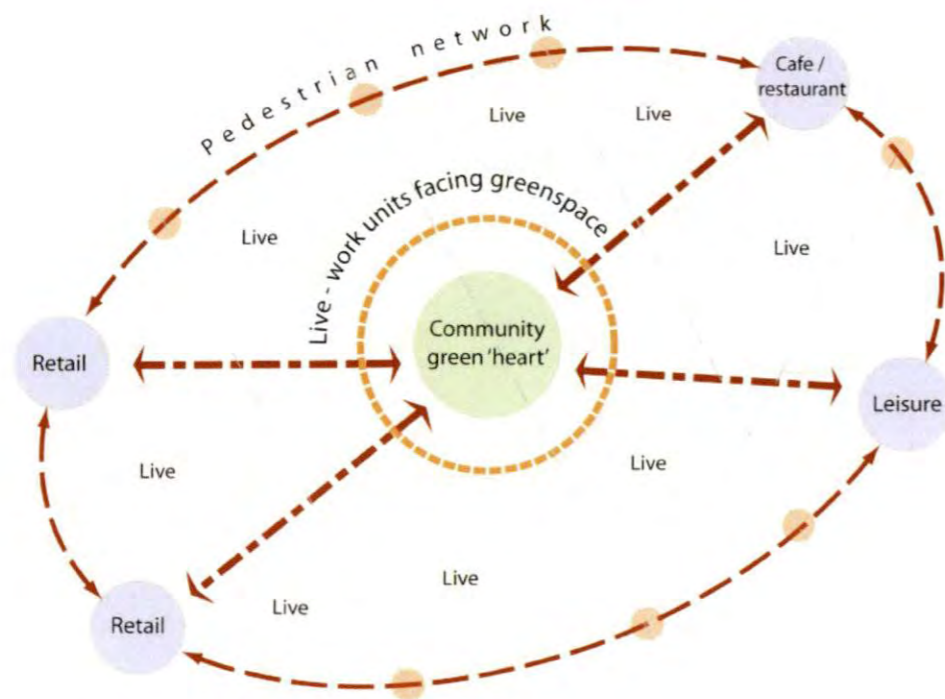 Pedestrian network
Cafe /
restaurant
Live
Live
Live - work units facing greenspace
Live
Live
Community
green 'heart'
Retail
Leisure
Live
Live
Live
Live
Retail